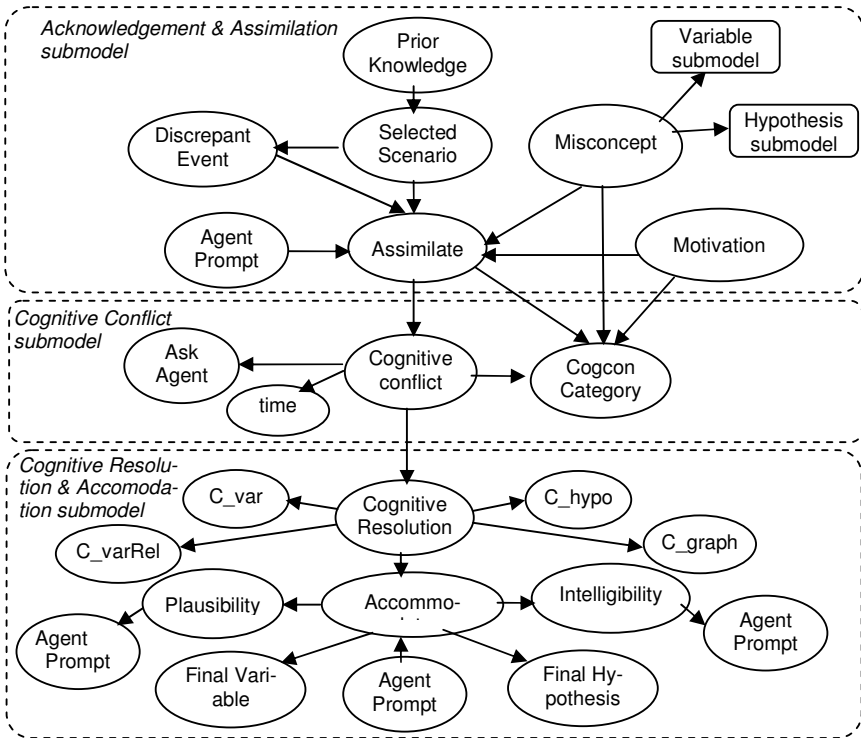 Acknowledgement & Assimilation
submodel
Prior
Knowledge
Variable
submodel
Discrepant
Event
Selected
Scenario
Misconcept
Hypothesis
submodel
Agent
Prompt
Assimilate
Motivation
Cognitive Conflict
submodel
Ask
Agent
Cognitive
conflict
Cogcon
Category
time
Cognitive Resolu-
tion & Accomoda-
tion submodel
C_var
Cognitive
Resolution
C_hypo
C_varRel
C_graph
Plausibility
Accommo-
Intelligibility
Agent
Prompt
Agent
Prompt
Final Vari-
able
Agent
Prompt
Final Hy-
pothesis